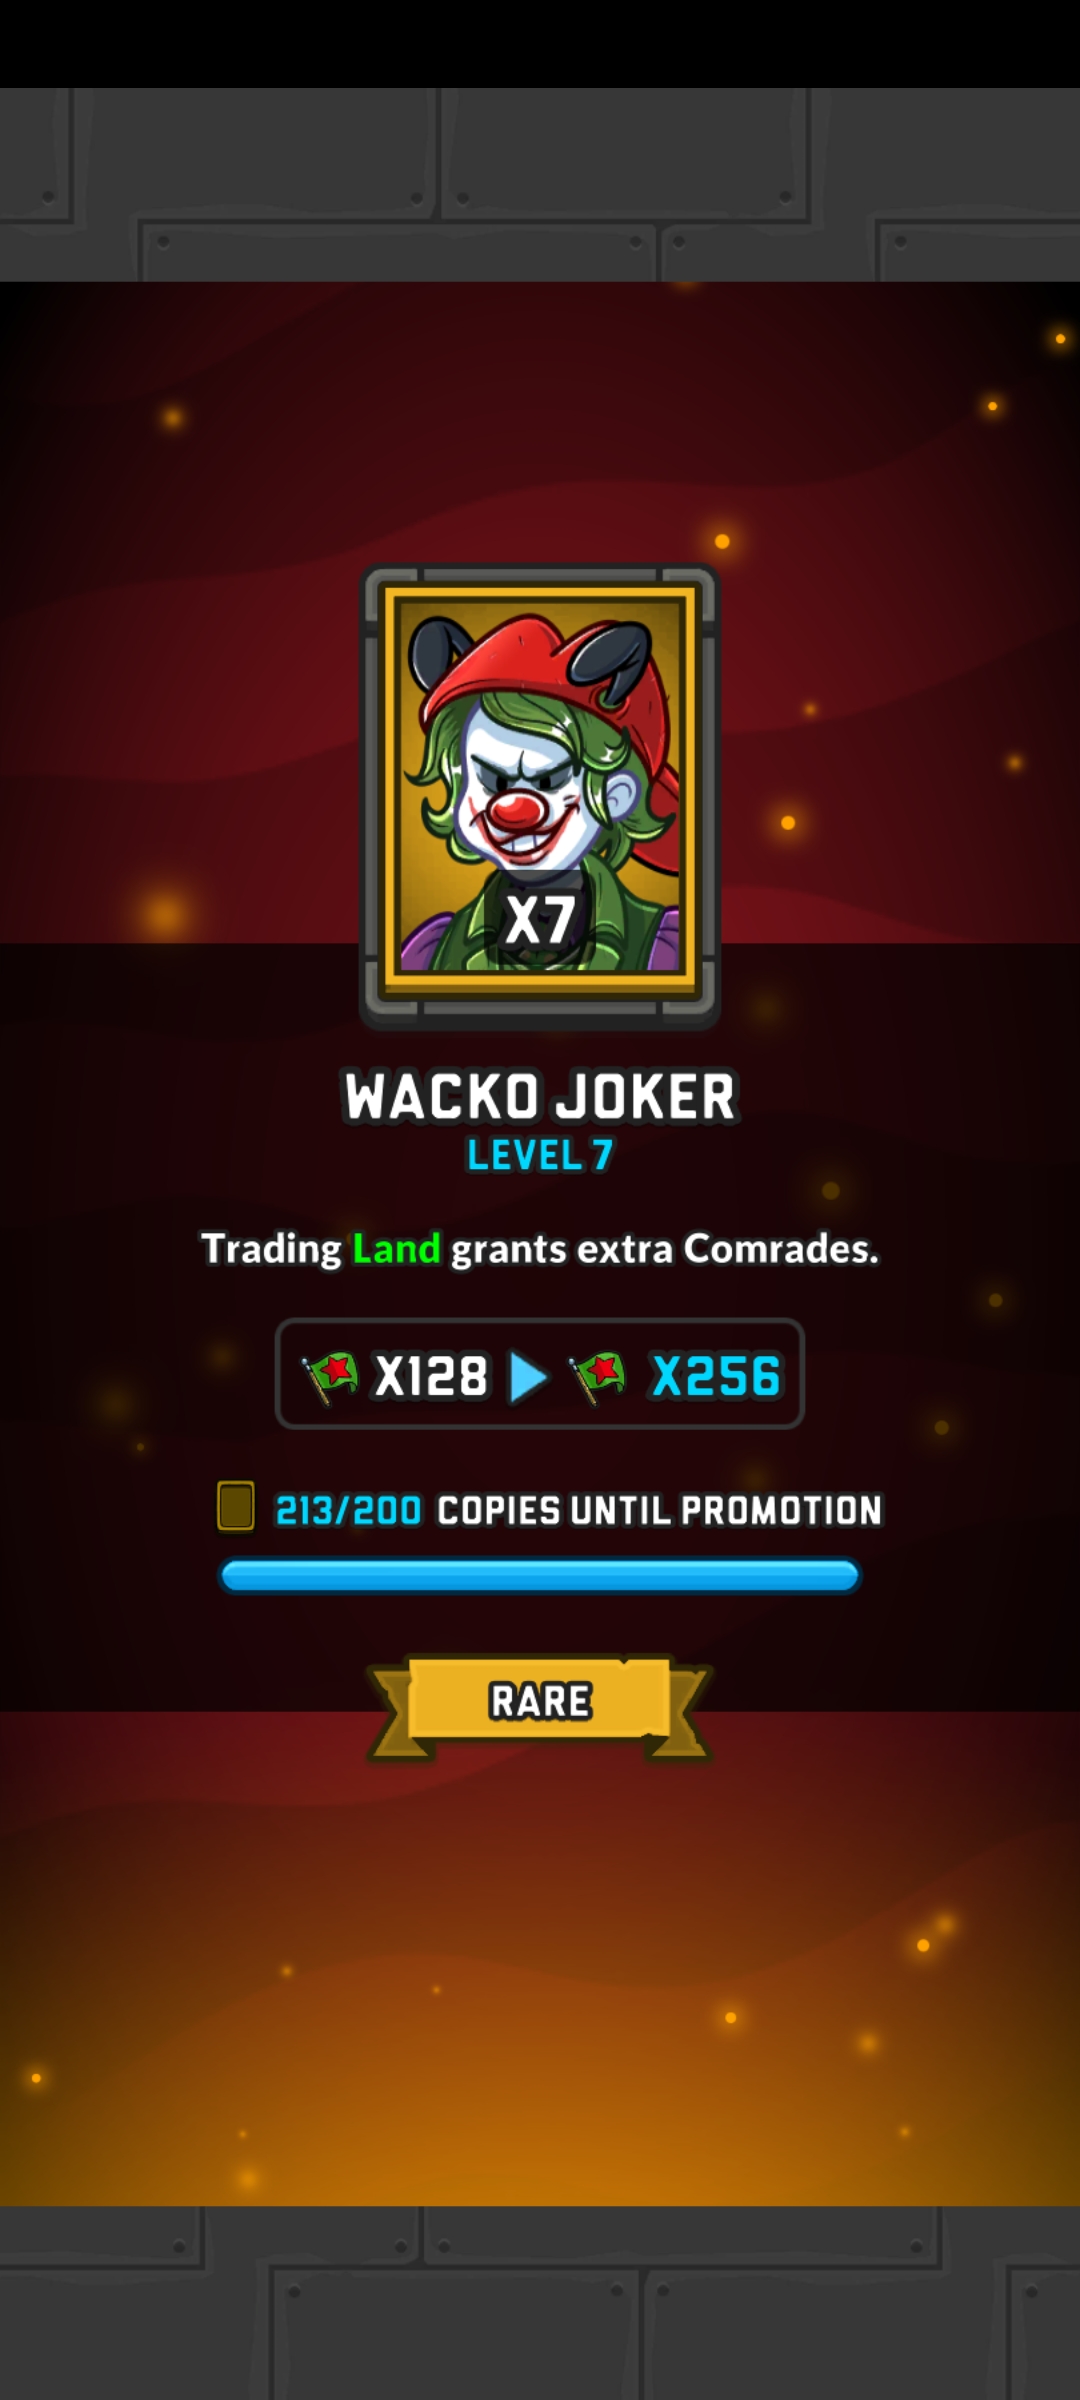 X7
WACKO JOKER
LEVEL 7
Trading Land grants extra Comrades.
X128 X256
213/200 COPIES UNTIL PROMOTION
RARE